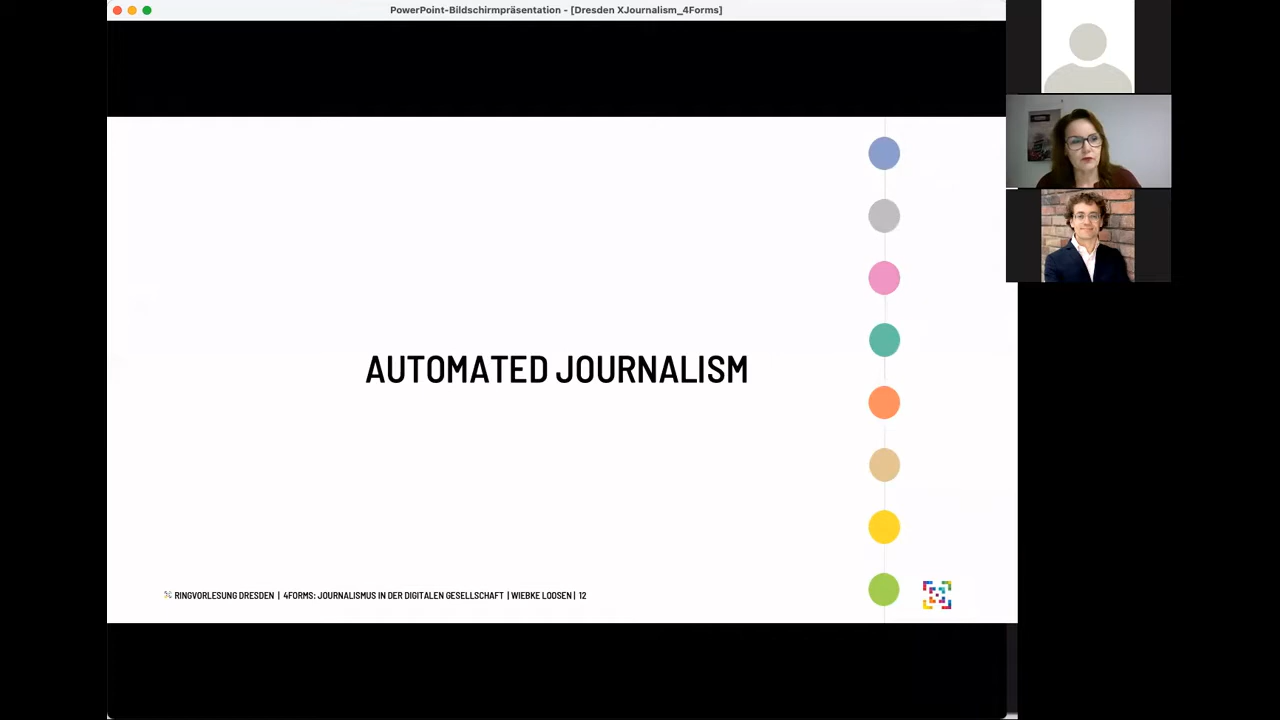 PowerPoint-Bildschirmpräsentation - [Dresden XJournalism_4Forms]
AUTOMATED JOURNALISM
RINGVORLESUNG DRESDEN | 4FORMS: JOURNALISMUS IN DER DIGITALEN GESELLSCHAFT | WIEBKE LOOSEN | 12